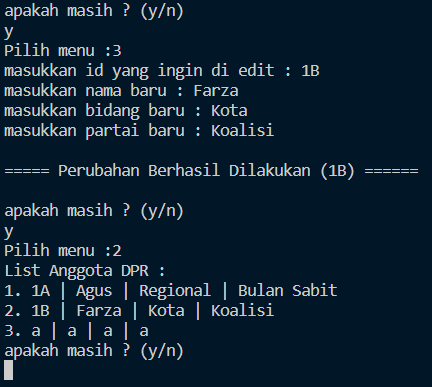 apakah masih ? (y/n)
y
Pilih menu :3
masukkan id yang ingin di edit : 1B
masukkan nama baru : Farza
masukkan bidang baru : Kota
masukkan partai baru : Koalisi
===== Perubahan Berhasil Dilakukan (1B) ======
apakah masih ? (y/n)
y
Pilih menu :2
List Anggota DPR :
1. 1A | Agus | Regional | Bulan Sabit
2. 1B | Farza | Kota | Koalisi
3. a | a | a | a
apakah masih ? (y/n)